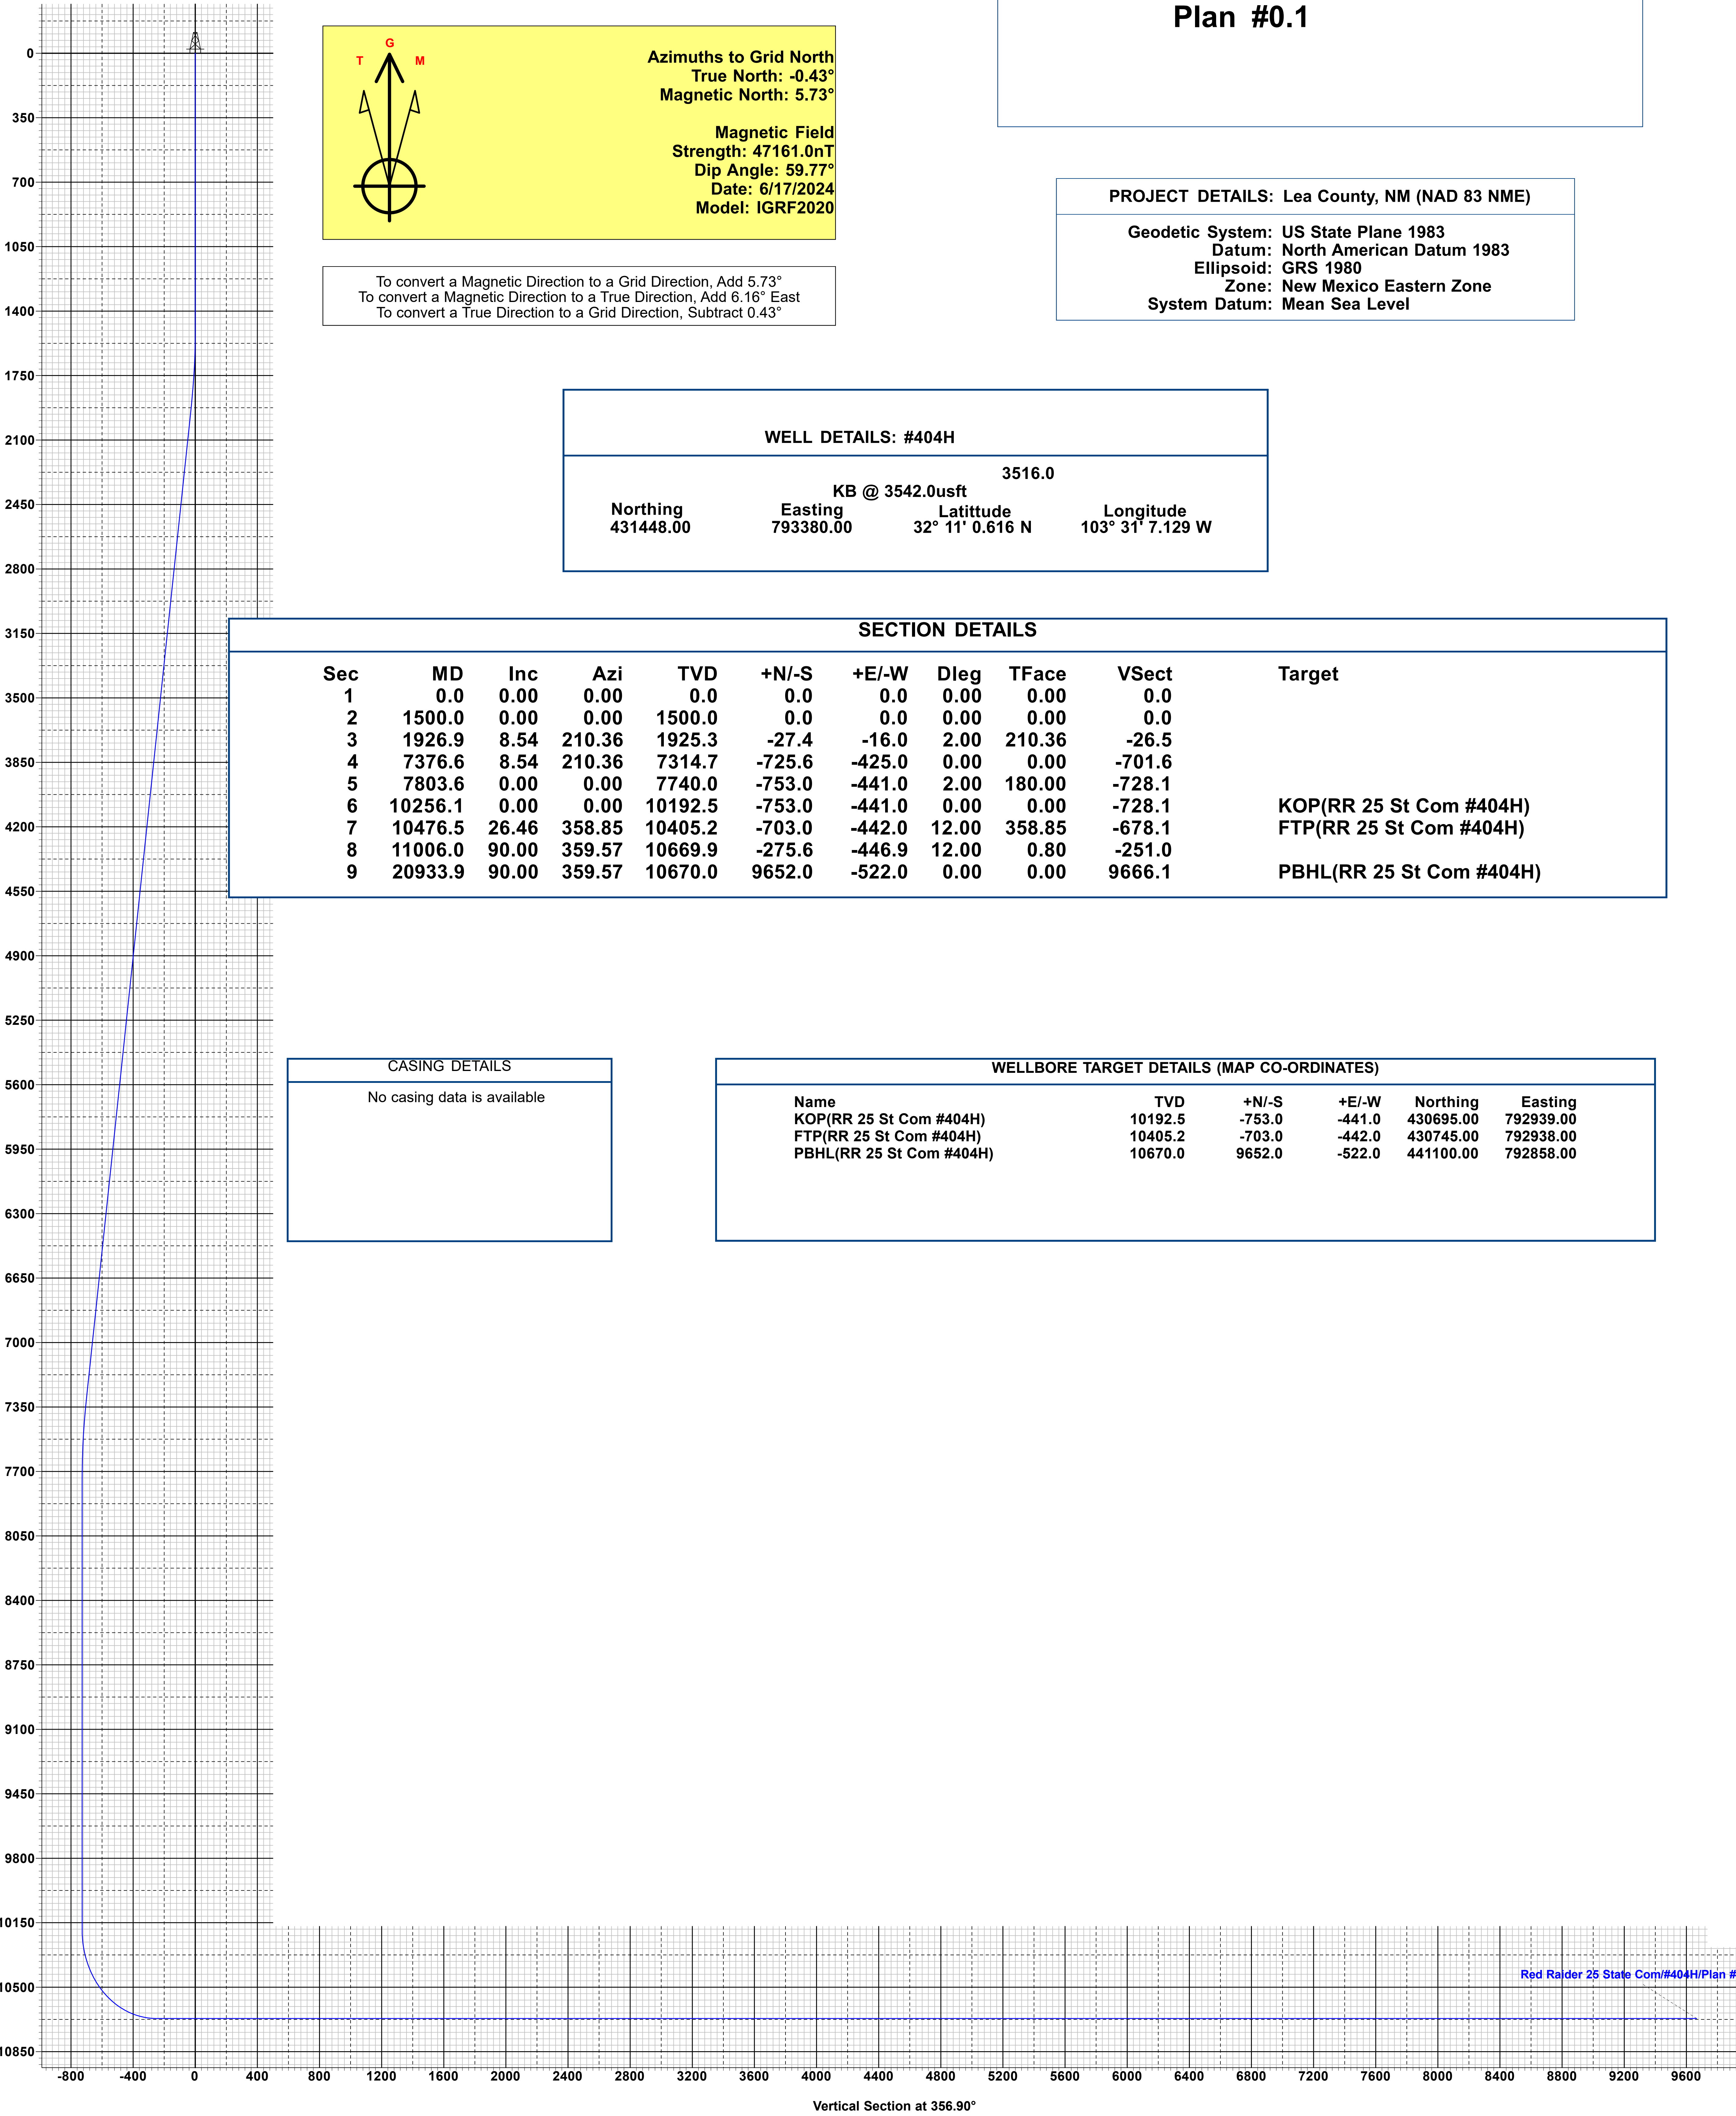 Plan #0.1
G
T M
Azimuths to Grid North
True North: -0.43°
Magnetic North: 5.73°
Magnetic Field
Strength: 47161.0nT
Dip Angle: 59.77°
Date: 6/17/2024
Model: IGRF2020
To convert a Magnetic Direction to a Grid Direction, Add 5.73°
To convert a Magnetic Direction to a True Direction, Add 6.16° East
To convert a True Direction to a Grid Direction, Subtract 0.43°
PROJECT DETAILS: Lea County, NM (NAD 83 NME)
Geodetic System: US State Plane 1983
Datum: North American Datum 1983
Ellipsoid: GRS 1980
Zone: New Mexico Eastern Zone
System Datum: Mean Sea Level
WELL DETAILS: #404H
3516.0
KB @ 3542.0usft
Northing Easting Latittude Longitude
431448.00 793380.00 32° 11' 0.616 N 103° 31' 7.129 W
SECTION DETAILS
Sec MD Inc Azi TVD +N/-S +E/-W Dleg TFace VSect Target
1 0.0 0.00 0.00 0.0 0.0 0.0 0.00 0.00 0.0
2 1500.0 0.00 0.00 1500.0 0.0 0.0 0.00 0.00 0.0
3 1926.9 8.54 210.36 1925.3 -27.4 -16.0 2.00 210.36 -26.5
4 7376.6 8.54 210.36 7314.7 -725.6 -425.0 0.00 0.00 -701.6
5 7803.6 0.00 0.00 7740.0 -753.0 -441.0 2.00 180.00 -728.1
6 10256.1 0.00 0.00 10192.5 -753.0 -441.0 0.00 0.00 -728.1 KOP(RR 25 St Com #404H)
7 10476.5 26.46 358.85 10405.2 -703.0 -442.0 12.00 358.85 -678.1 FTP(RR 25 St Com #404H)
8 11006.0 90.00 359.57 10669.9 -275.6 -446.9 12.00 0.80 -251.0
9 20933.9 90.00 359.57 10670.0 9652.0 -522.0 0.00 0.00 9666.1 PBHL(RR 25 St Com #404H)
CASING DETAILS
No casing data is available
WELLBORE TARGET DETAILS (MAP CO-ORDINATES)
Name TVD +N/-S +E/-W Northing Easting
KOP(RR 25 St Com #404H) 10192.5 -753.0 -441.0 430695.00 792939.00
FTP(RR 25 St Com #404H) 10405.2 -703.0 -442.0 430745.00 792938.00
PBHL(RR 25 St Com #404H) 10670.0 9652.0 -522.0 441100.00 792858.00
0
350
700
1050
1400
1750
2100
2450
2800
3150
3500
3850
4200
4550
4900
5250
5600
5950
6300
6650
7000
7350
7700
8050
8400
8750
9100
9450
9800
10150
10500
10850
Red Raider 25 State Com/#404H/Plan #
-800 -400 0 400 800 1200 1600 2000 2400 2800 3200 3600 4000 4400 4800 5200 5600 6000 6400 6800 7200 7600 8000 8400 8800 9200 9600
Vertical Section at 356.90°